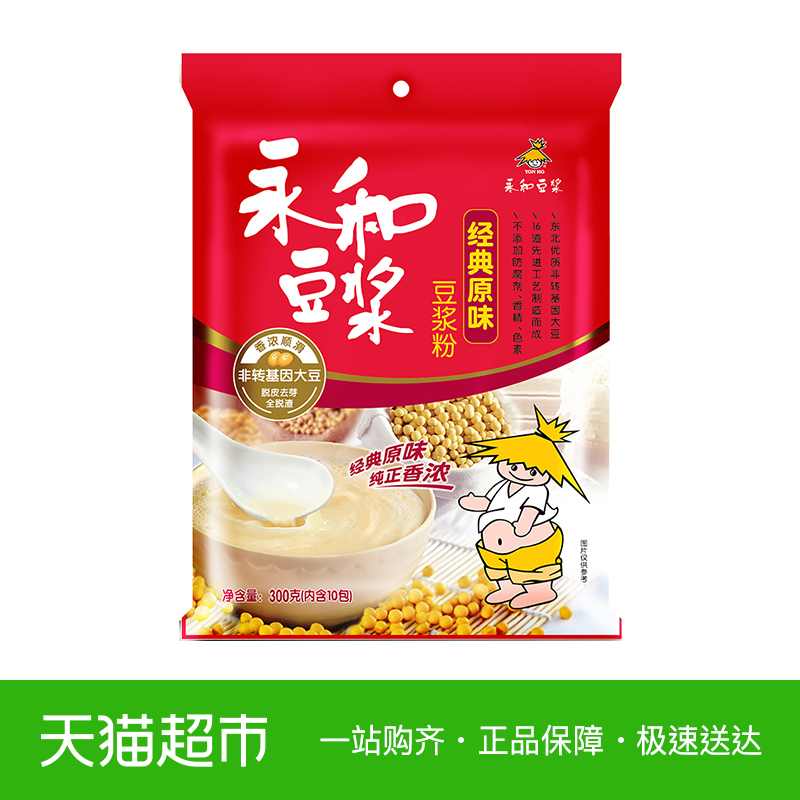 永和
豆浆
YON HO
永和豆浆
经典原味
豆浆粉
\东北优质非转基因大豆
\16道先进工艺制造而成
\不添加防腐剂、香精、色素
香浓顺滑
非转基因大豆
脱皮去芽
全脱渣
经典原味
纯正香浓
图片仅供参考
净含量：300克(内含10包)
天猫超市
一站购齐·正品保障·极速送达